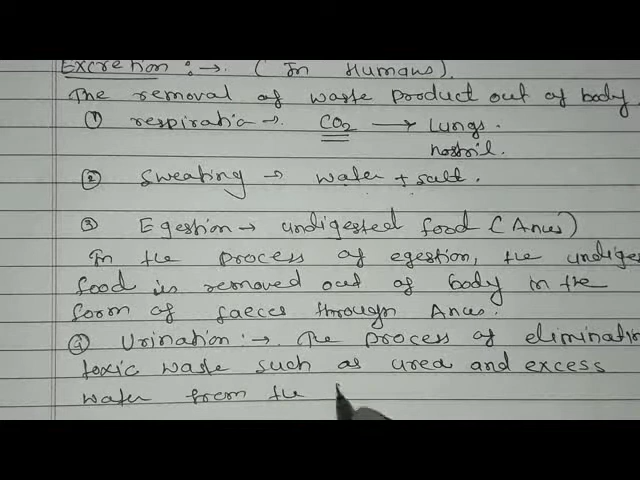 Excretion :→. (In Humans).
The removal of waste product out of body.
① respiratio →. CO2 → Lungs.
nostril.
② Sweating → water + salt.
③ Egestion → undigested food (Anus)
In the process of egestion, the undiges
food is removed out of body in the
form of faeces through Anus.
④ Urination :→. The process of eliminatin
toxic waste such as urea and excess
water from the